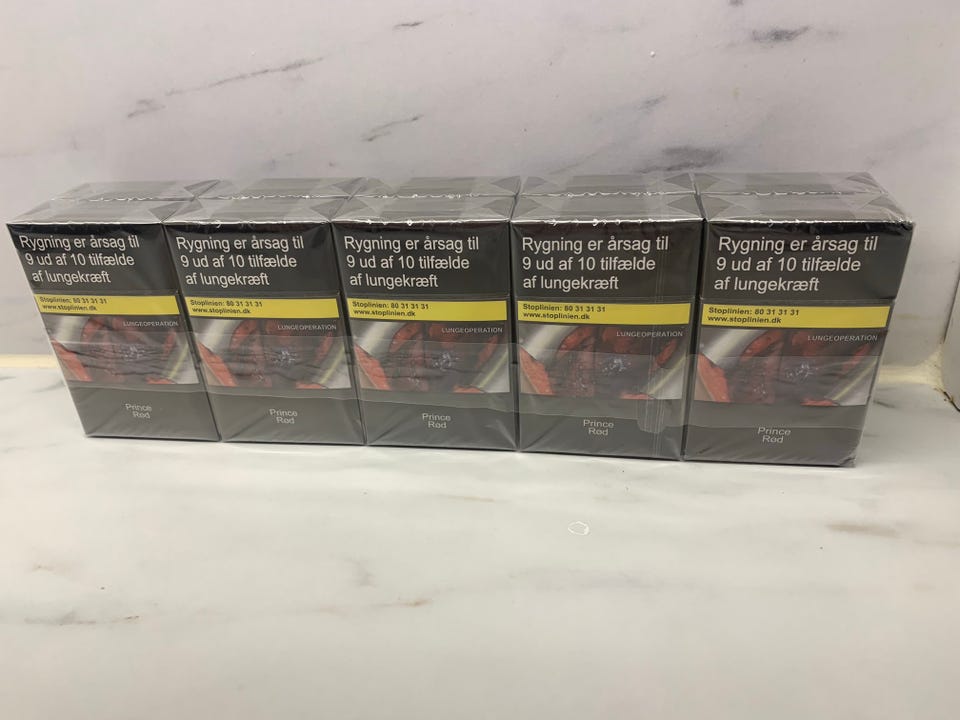 Rygning er årsag til
9 ud af 10 tilfælde
af lungekræft
Stoplinien: 80 31 31 31
www.stoplinien.dk
LUNGEOPERATION
Prince
Rød
Rygning er årsag til
9 ud af 10 tilfælde
af lungekræft
Stoplinien: 80 31 31 31
www.stoplinien.dk
LUNGEOPERATION
Prince
Rød
Rygning er årsag til
9 ud af 10 tilfælde
af lungekræft
Stoplinien: 80 31 31 31
www.stoplinien.dk
LUNGEOPERATION
Prince
Rød
Rygning er årsag til
9 ud af 10 tilfælde
af lungekræft
Stoplinien: 80 31 31 31
www.stoplinien.dk
LUNGEOPERATION
Prince
Rød
Rygning er årsag til
9 ud af 10 tilfælde
af lungekræft
Stoplinien: 80 31 31 31
www.stoplinien.dk
LUNGEOPERATION
Prince
Rød